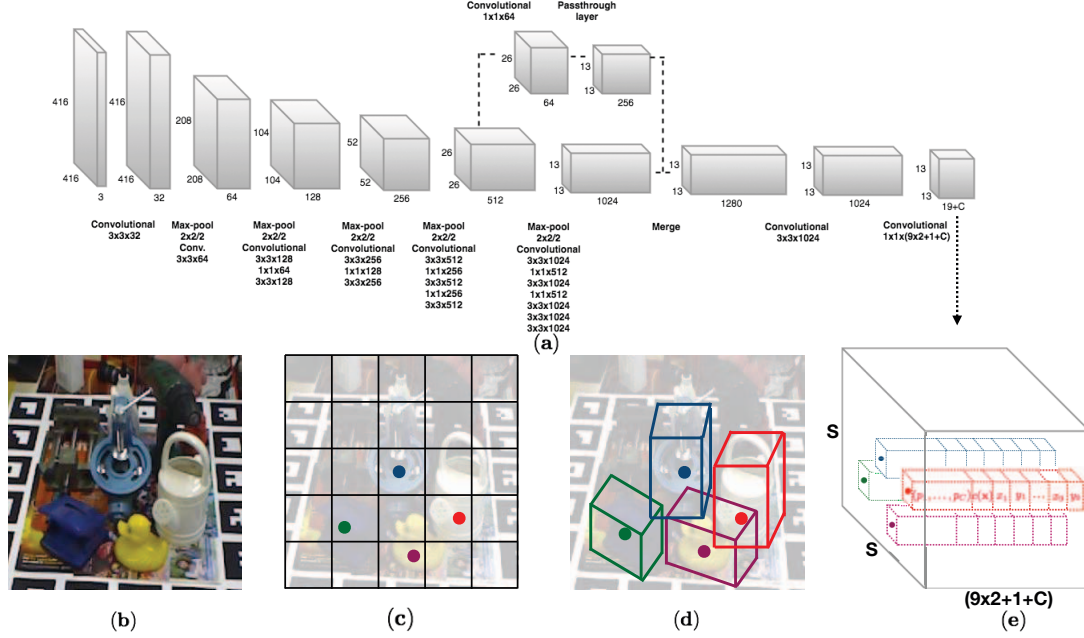 Convolutional
1x1x64
Passthrough
layer
416
416
3
416
416
32
208
208
64
104
104
128
52
52
256
26
26
512
26
26
64
13
13
256
13
13
1024
13
13
1280
13
13
1024
13
13
19+C
Convolutional
3x3x32
Max-pool
2x2/2
Conv.
3x3x64
Max-pool
2x2/2
Convolutional
3x3x128
1x1x64
3x3x128
Max-pool
2x2/2
Convolutional
3x3x256
1x1x128
3x3x256
Max-pool
2x2/2
Convolutional
3x3x512
1x1x256
3x3x512
1x1x256
3x3x512
Max-pool
2x2/2
Convolutional
3x3x1024
1x1x512
3x3x1024
1x1x512
3x3x1024
3x3x1024
3x3x1024
Merge
Convolutional
3x3x1024
Convolutional
1x1x(9x2+1+C)
(a)
(b)
(c)
(d)
S
S
(9x2+1+C)
(e)